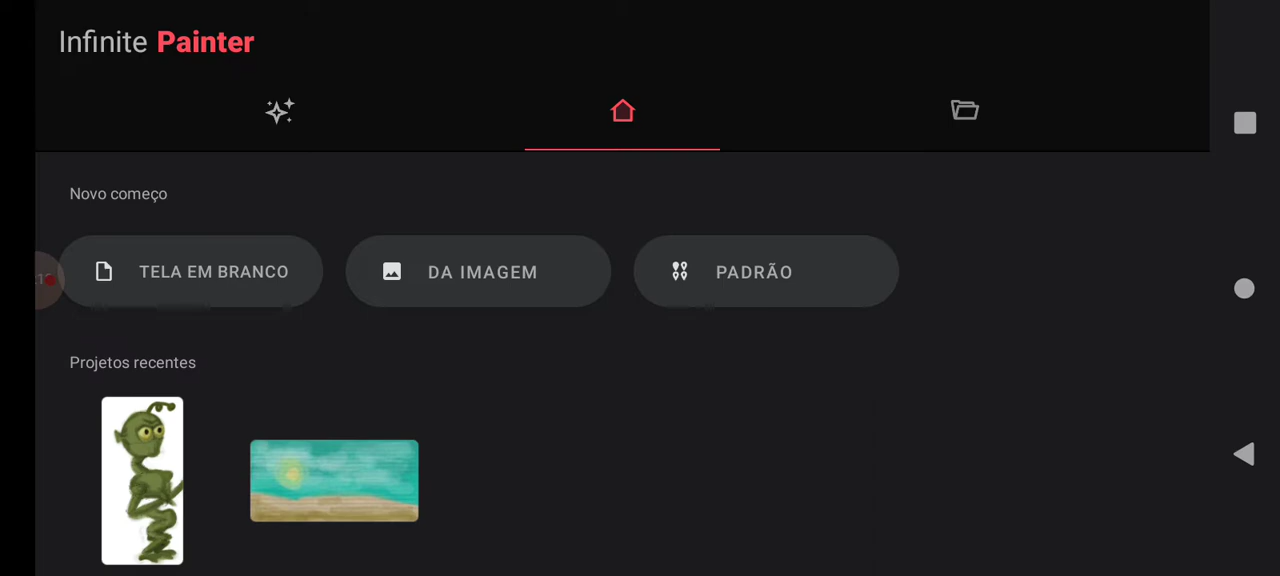 Infinite Painter
Novo começo
TELA EM BRANCO
DA IMAGEM
PADRÃO
Projetos recentes